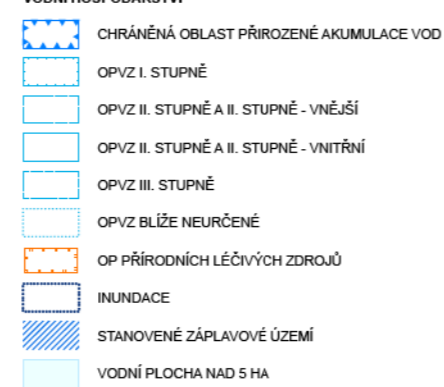 VODNÍ HOSPODÁŘSTVÍ
CHRÁNĚNÁ OBLAST PŘIROZENÉ AKUMULACE VOD
OPVZ I. STUPNĚ
OPVZ II. STUPNĚ A II. STUPNĚ - VNĚJŠÍ
OPVZ II. STUPNĚ A II. STUPNĚ - VNITŘNÍ
OPVZ III. STUPNĚ
OPVZ BLÍŽE NEURČENÉ
OP PŘÍRODNÍCH LÉČIVÝCH ZDROJŮ
INUNDACE
STANOVENÉ ZÁPLAVOVÉ ÚZEMÍ
VODNÍ PLOCHA NAD 5 HA